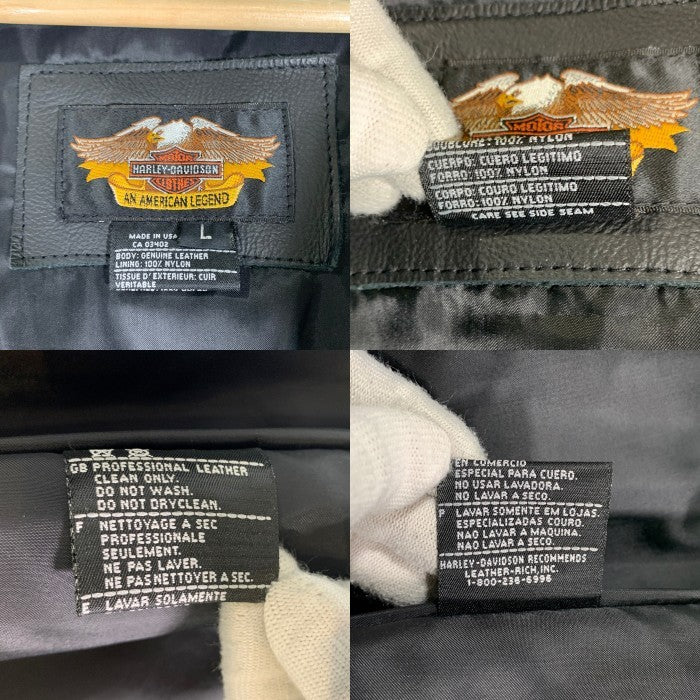 MOTOR
HARLEY-DAVIDSON
CLOTHES
AN AMERICAN LEGEND
MADE IN USA
L
CA 03402
BODY: GENUINE LEATHER
LINING: 100% NYLON
TISSUE D'EXTERIEUR: CUIR
VERITABLE
MOTOR
DOUBLURE: 100% NYLON
CUERPO: CUERO LEGITIMO
FORRO: 100% NYLON
CORPO: COURO LEGITIMO
FORRO: 100% NYLON
CARE SEE SIDE SEAM
GB PROFESSIONAL LEATHER
CLEAN ONLY.
DO NOT WASH.
DO NOT DRYCLEAN.
F NETTOYAGE A SEC
PROFESSIONALE
SEULEMENT.
NE PAS LAVER.
NE PAS NETTOYER A SEC.
E LAVAR SOLAMENTE
EN COMERCIO
ESPECIAL PARA CUERO.
NO USAR LAVADORA.
NO LAVAR A SECO.
P LAVAR SOMENTE EM LOJAS.
ESPECIALIZADAS COURO.
NÃO LAVAR A MAQUINA.
NÃO LAVAR A SECO.
HARLEY-DAVIDSON RECOMMENDS
LEATHER-RICH, INC.
1-800-236-6996